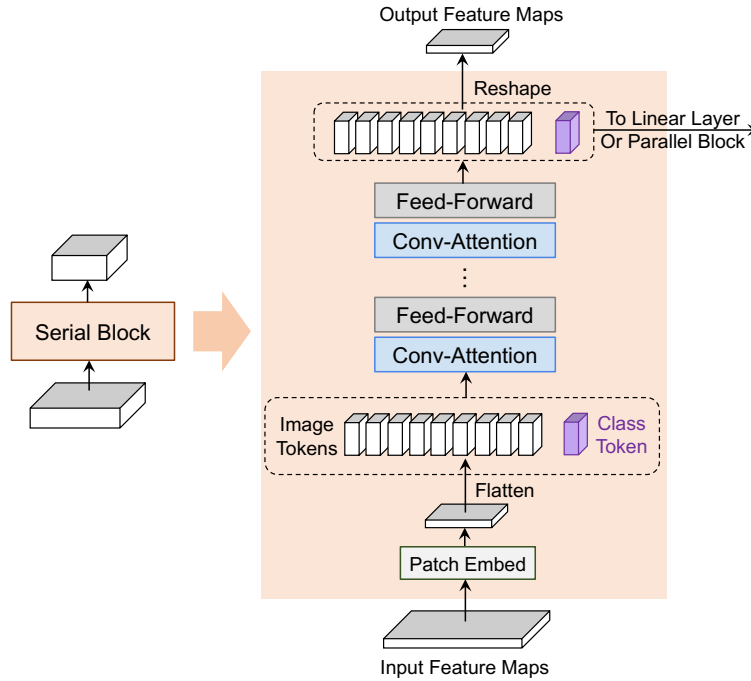 Output Feature Maps
Reshape
To Linear Layer
Or Parallel Block
Feed-Forward
Conv-Attention
...
Feed-Forward
Conv-Attention
Serial Block
Image
Tokens
Class
Token
Flatten
Patch Embed
Input Feature Maps